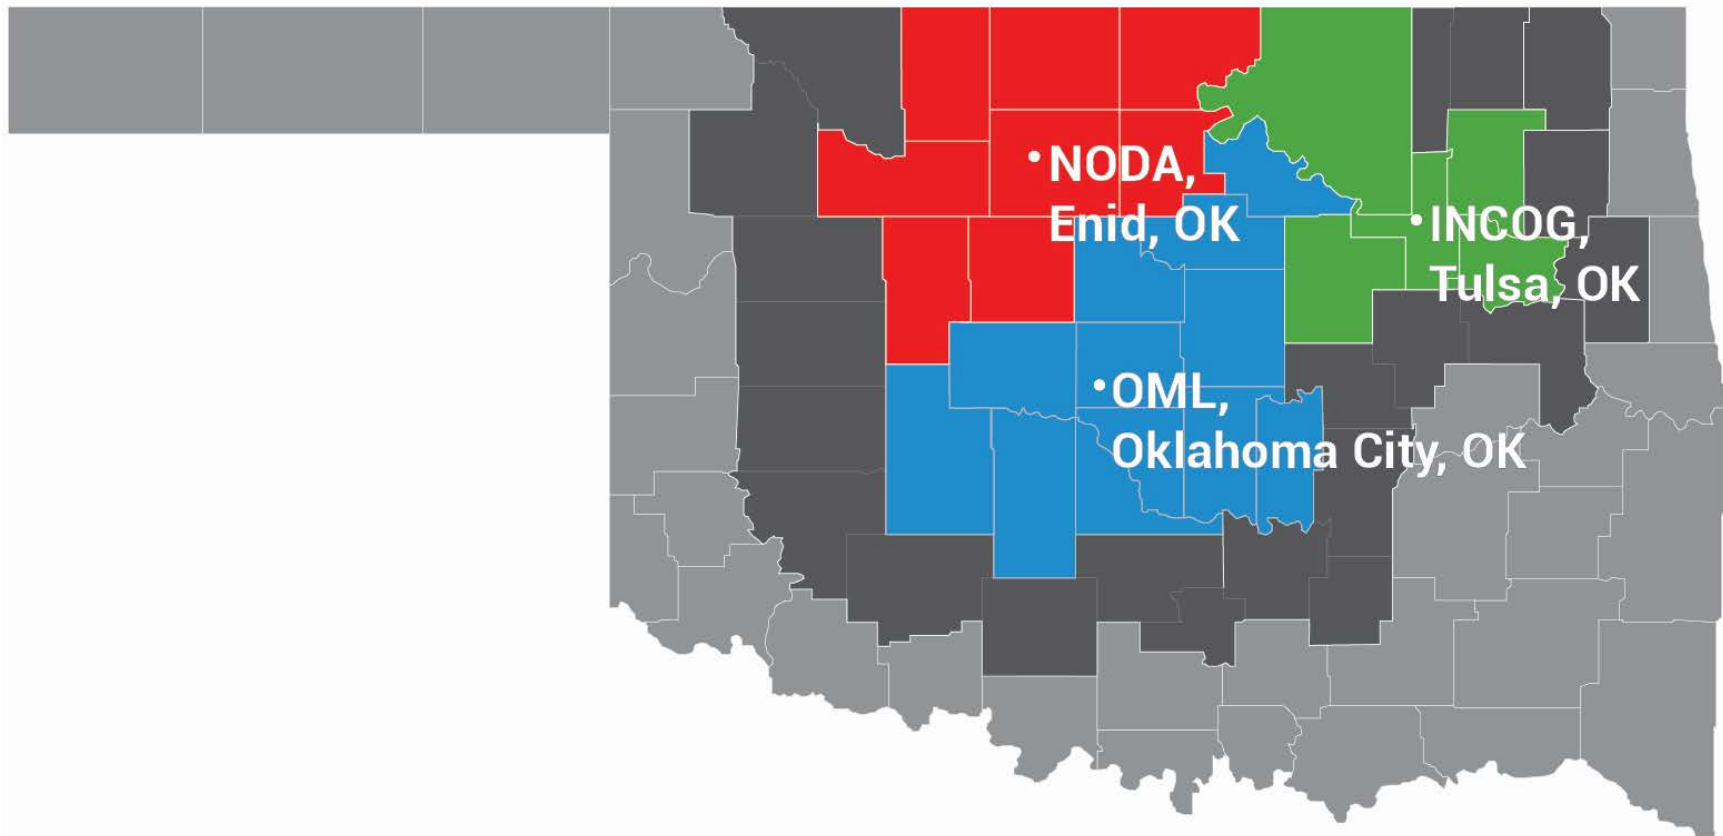 NODA,
Enid, OK
INCOG,
Tulsa, OK
OML,
Oklahoma City, OK